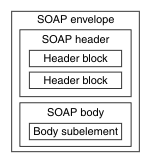 SOAP envelope
SOAP header
Header block
Header block
SOAP body
Body subelement